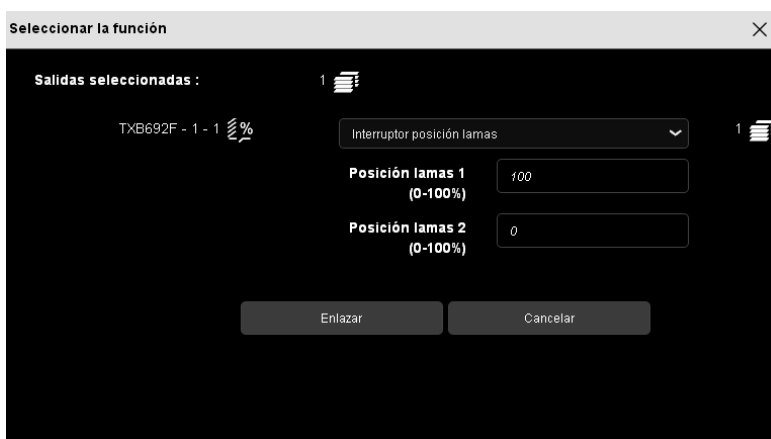 Seleccionar la función
Salidas seleccionadas : 1
TXB692F - 1 - 1 % Interruptor posición lamas 1
Posición lamas 1 100
(0-100%)
Posición lamas 2 0
(0-100%)
Enlazar Cancelar